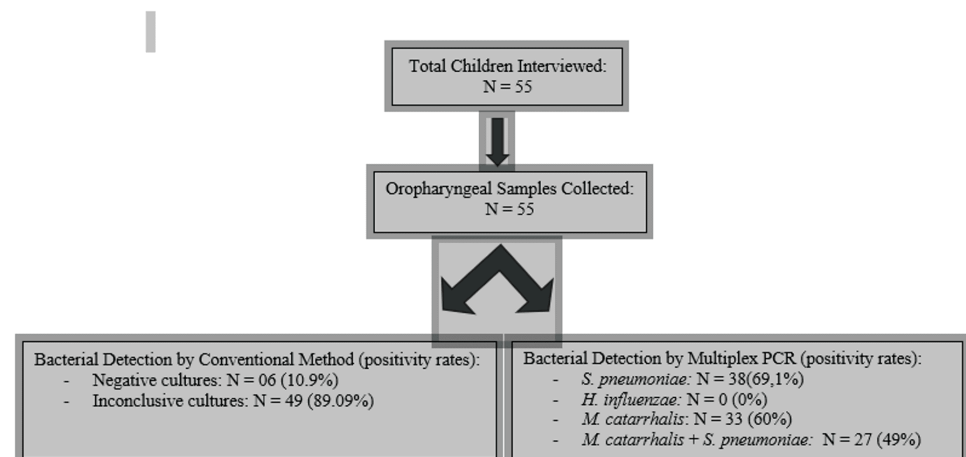 Total Children Interviewed:
N = 55
Oropharyngeal Samples Collected:
N = 55
Bacterial Detection by Conventional Method (positivity rates):
- Negative cultures: N = 06 (10.9%)
- Inconclusive cultures: N = 49 (89.09%)
Bacterial Detection by Multiplex PCR (positivity rates):
- S. pneumoniae: N = 38(69,1%)
- H. influenzae: N = 0 (0%)
- M. catarrhalis: N = 33 (60%)
- M. catarrhalis + S. pneumoniae: N = 27 (49%)